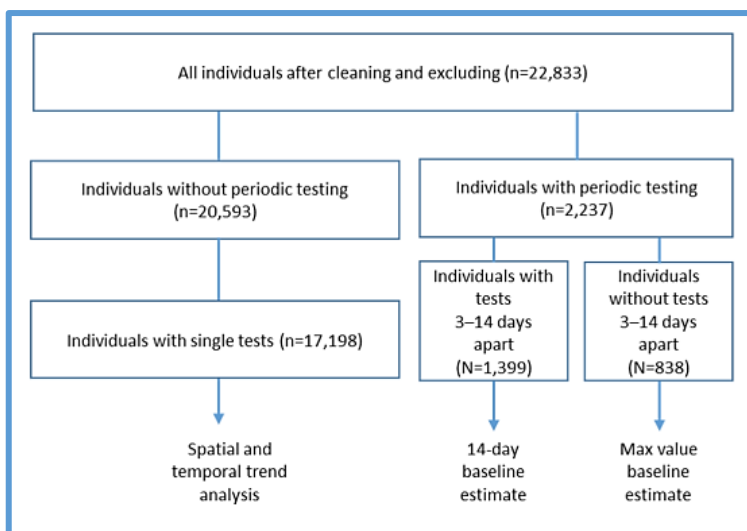 All individuals after cleaning and excluding (n=22,833)
Individuals without periodic testing
(n=20,593)
Individuals with periodic testing
(n=2,237)
Individuals with single tests (n=17,198)
Individuals with
tests
3–14 days
apart
(N=1,399)
Individuals
without tests
3–14 days
apart
(N=838)
Spatial and
temporal trend
analysis
14-day
baseline
estimate
Max value
baseline
estimate